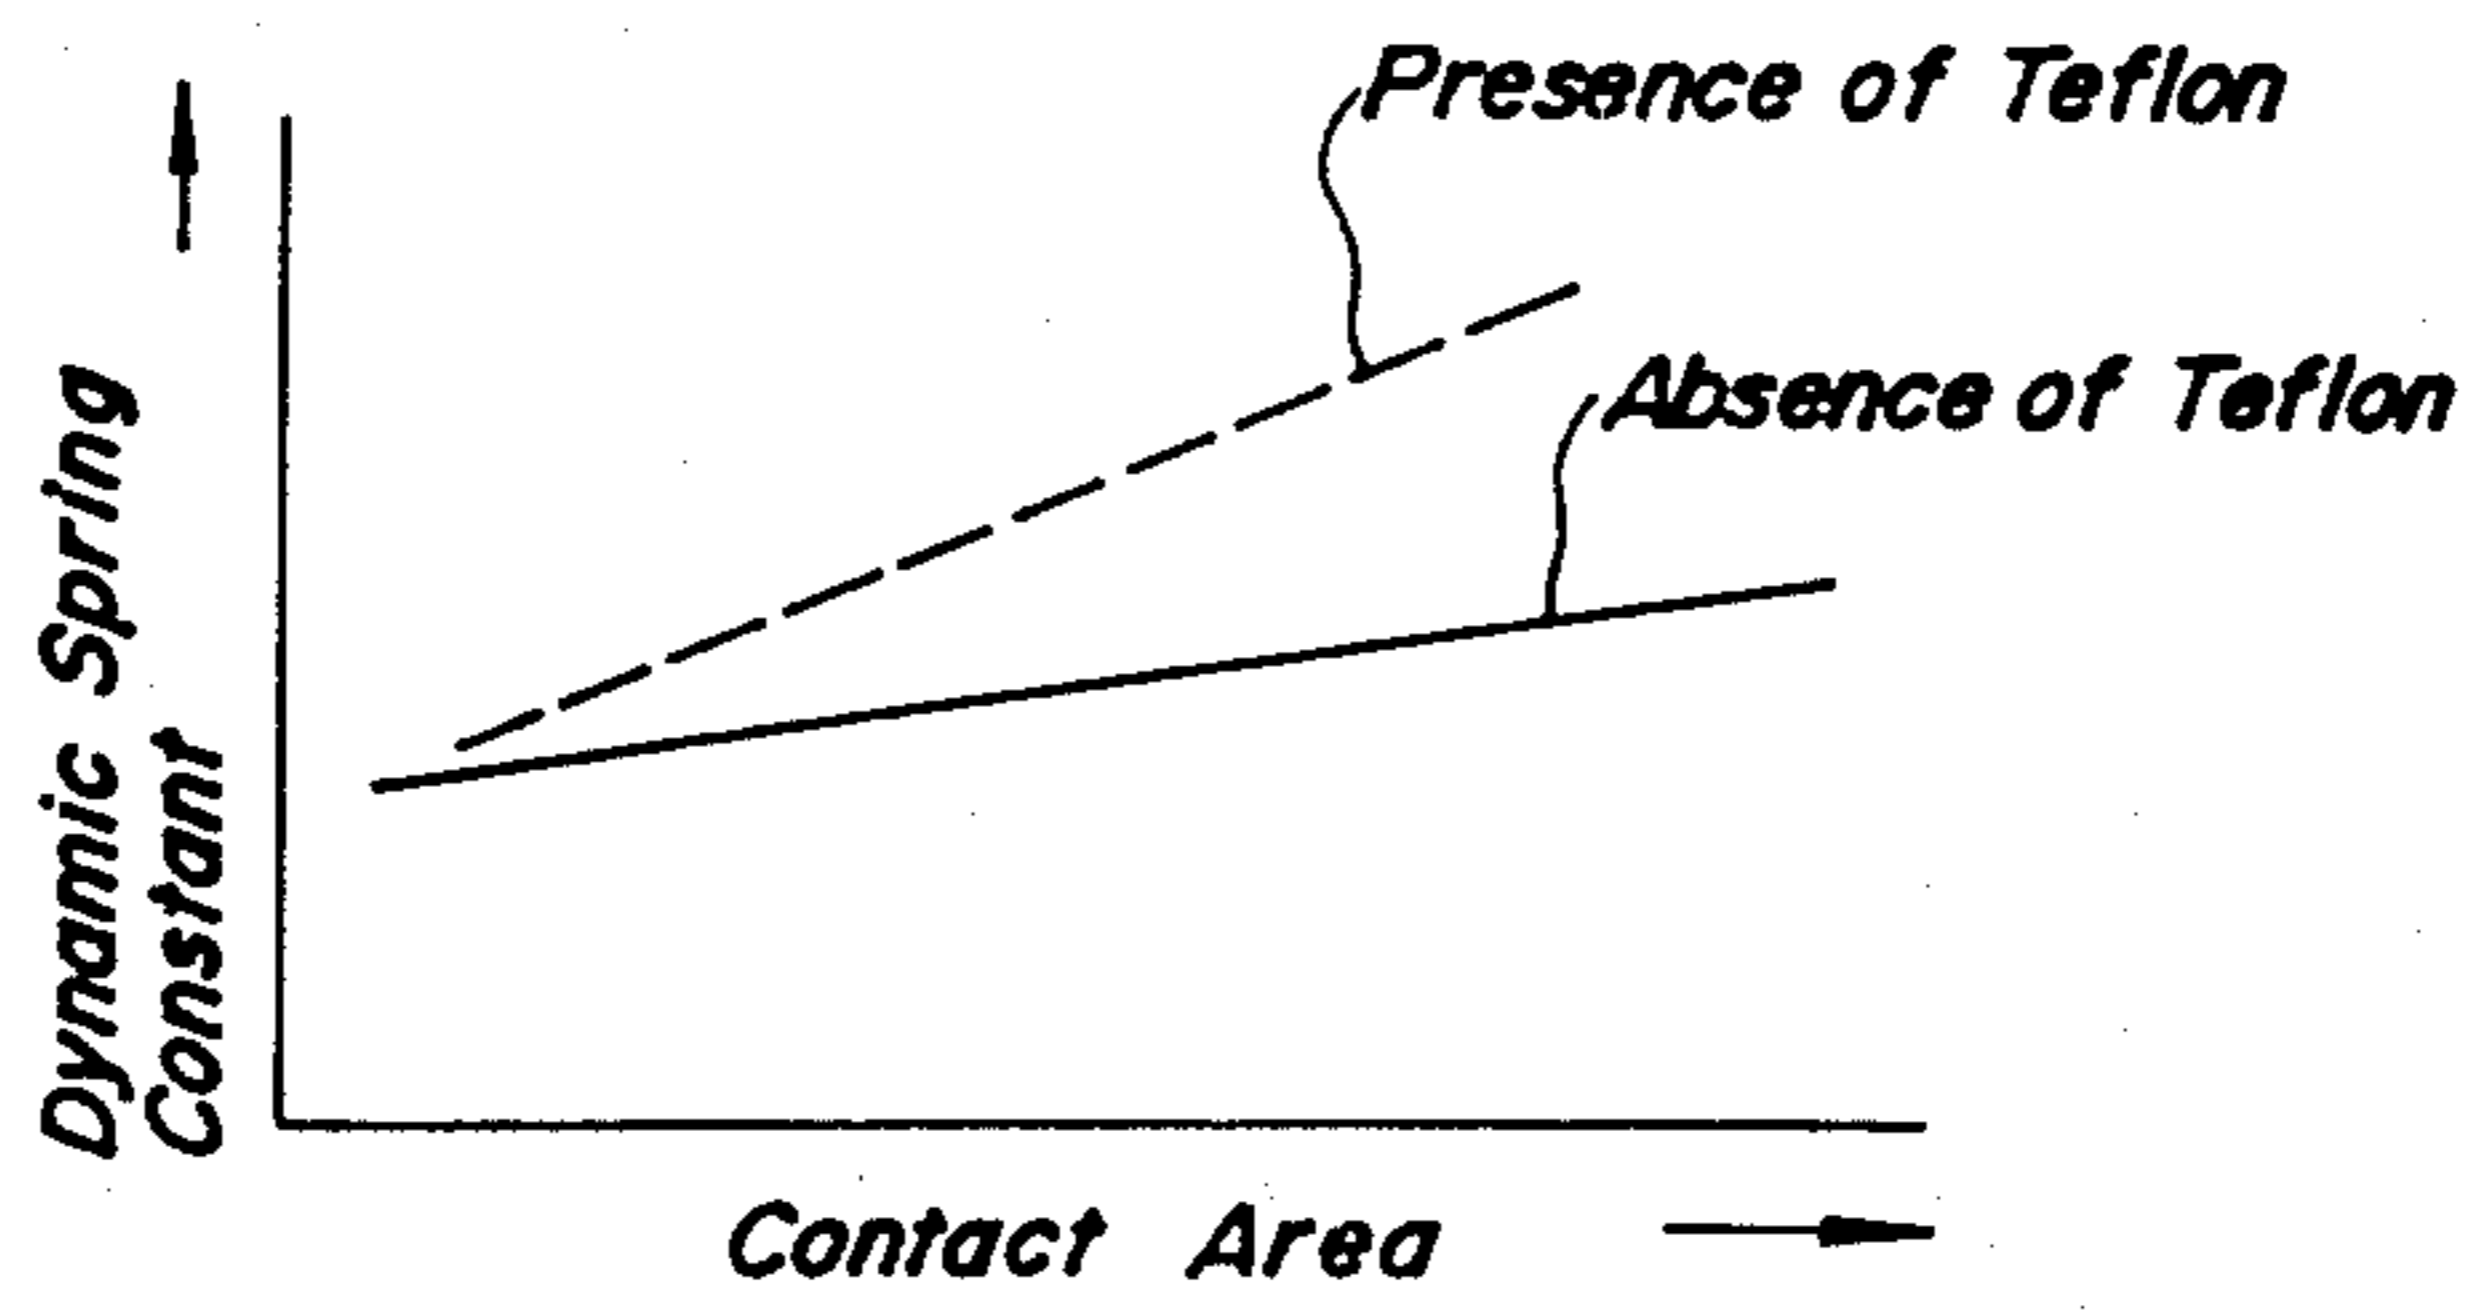 Presence of Teflon
Absence of Teflon
Dynamic Spring
Constant
Contact Area